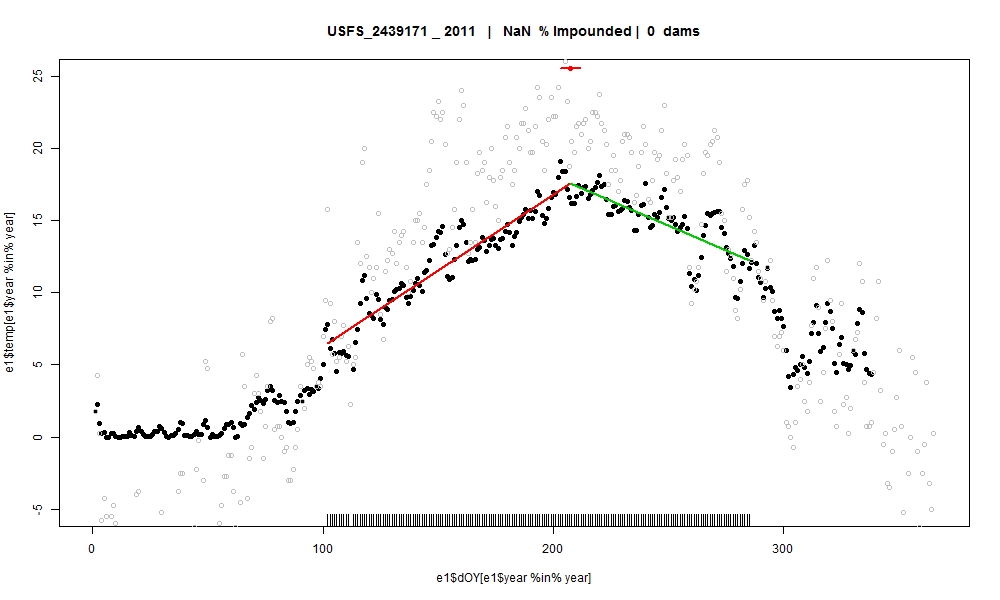 USFS_2439171 _ 2011 | NaN % Impounded | 0 dams
25
20
15
10
5
0
-5
e1$temp[e1$year %in% year]
0 100 200 300
e1$dOY[e1$year %in% year]